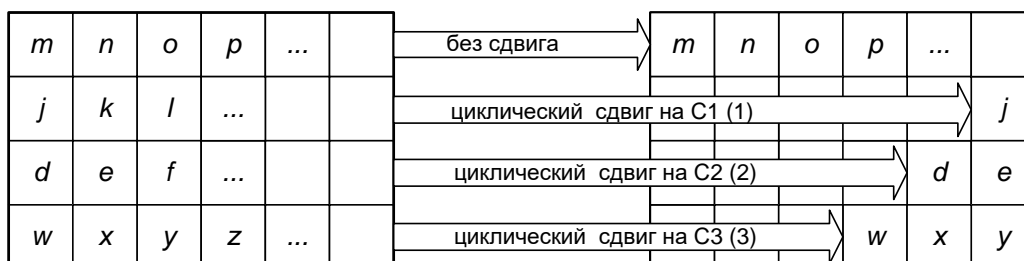 m n o p ... без сдвига m n o p ...
j k l ... циклический сдвиг на C1 (1) j
d e f ... циклический сдвиг на C2 (2) d e
w x y z ... циклический сдвиг на C3 (3) w x y